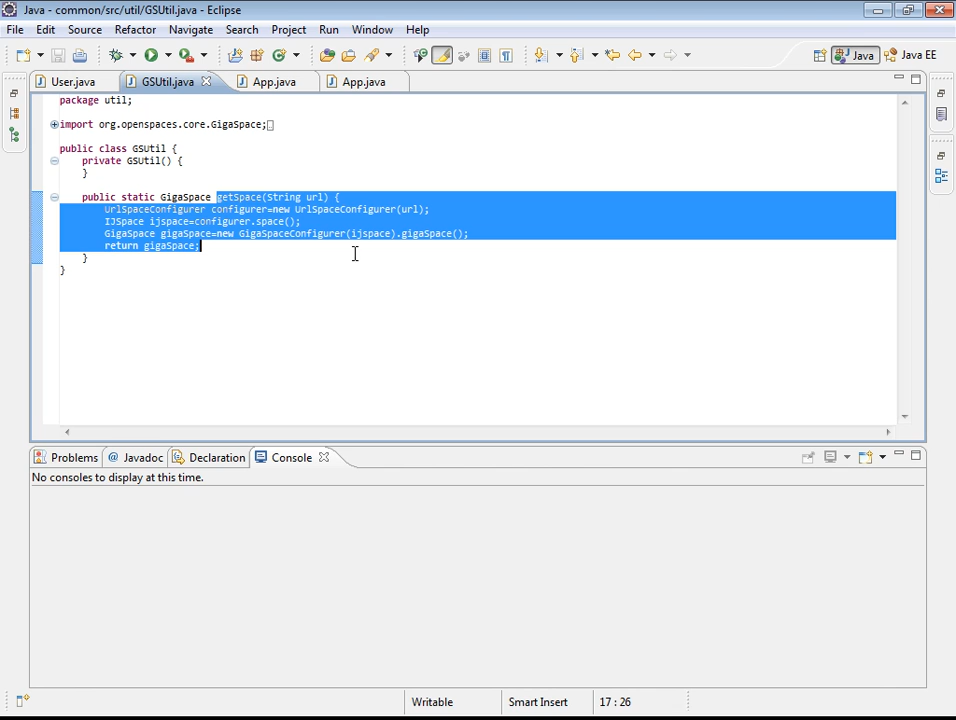 Java - common/src/util/GSUtil.java - Eclipse
File Edit Source Refactor Navigate Search Project Run Window Help
Java Java EE
User.java GSUtil.java App.java App.java
package util;
import org.openspaces.core.GigaSpace;
public class GSUtil {
private GSUtil() {
}
public static GigaSpace getSpace(String url) {
UrlSpaceConfigurer configurer=new UrlSpaceConfigurer(url);
IJSpace ijspace=configurer.space();
GigaSpace gigaSpace=new GigaSpaceConfigurer(ijspace).gigaSpace();
return gigaSpace;
}
}
Problems @ Javadoc Declaration Console
No consoles to display at this time.
Writable Smart Insert 17 : 26